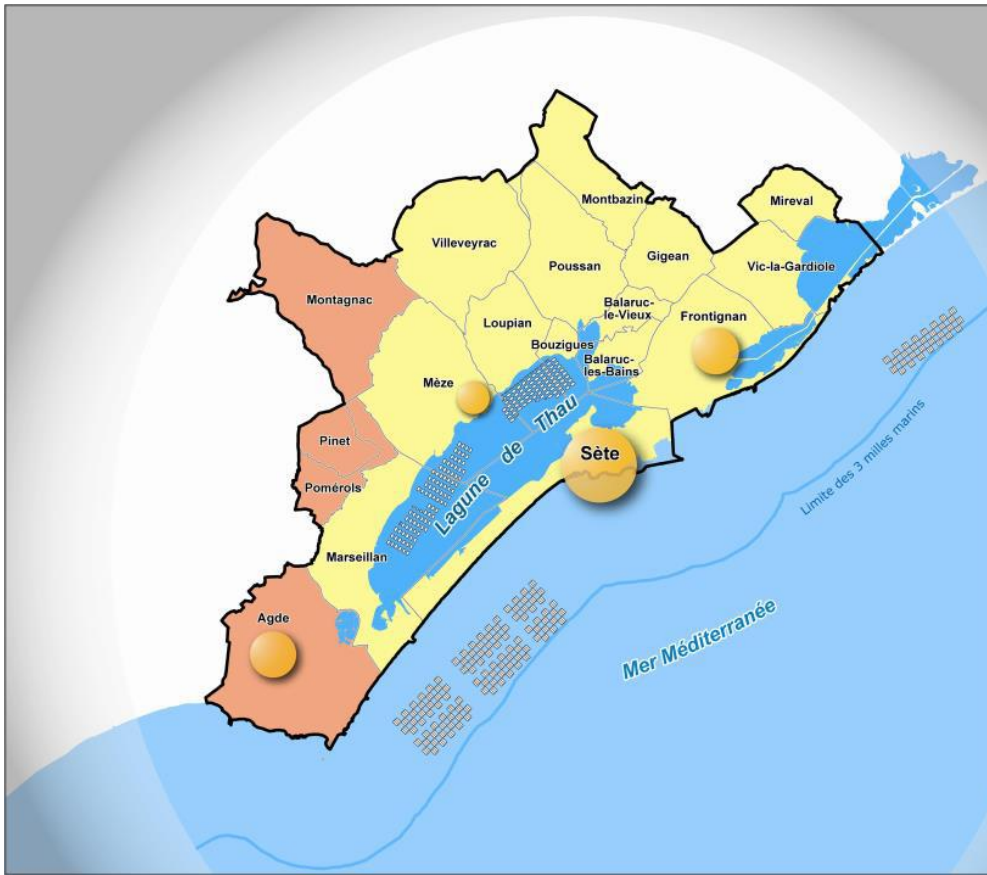 Montbazin
Mireval
Villeveyrac
Gigean
Poussan
Vic-la-Gardiole
Montagnac
Balaruc-
le-Vieux
Frontignan
Loupian
Bouzigues
Balaruc-
les-Bains
Mèze
Lagune de Thau
Pinet
Sète
Pomérols
Limite des 3 milles marins
Marseillan
Agde
Mer Méditerranée